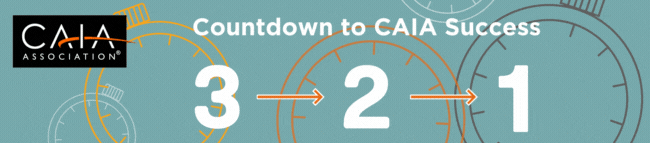 CAIA
ASSOCIATION®
Countdown to CAIA Success
3 → 2 → 1